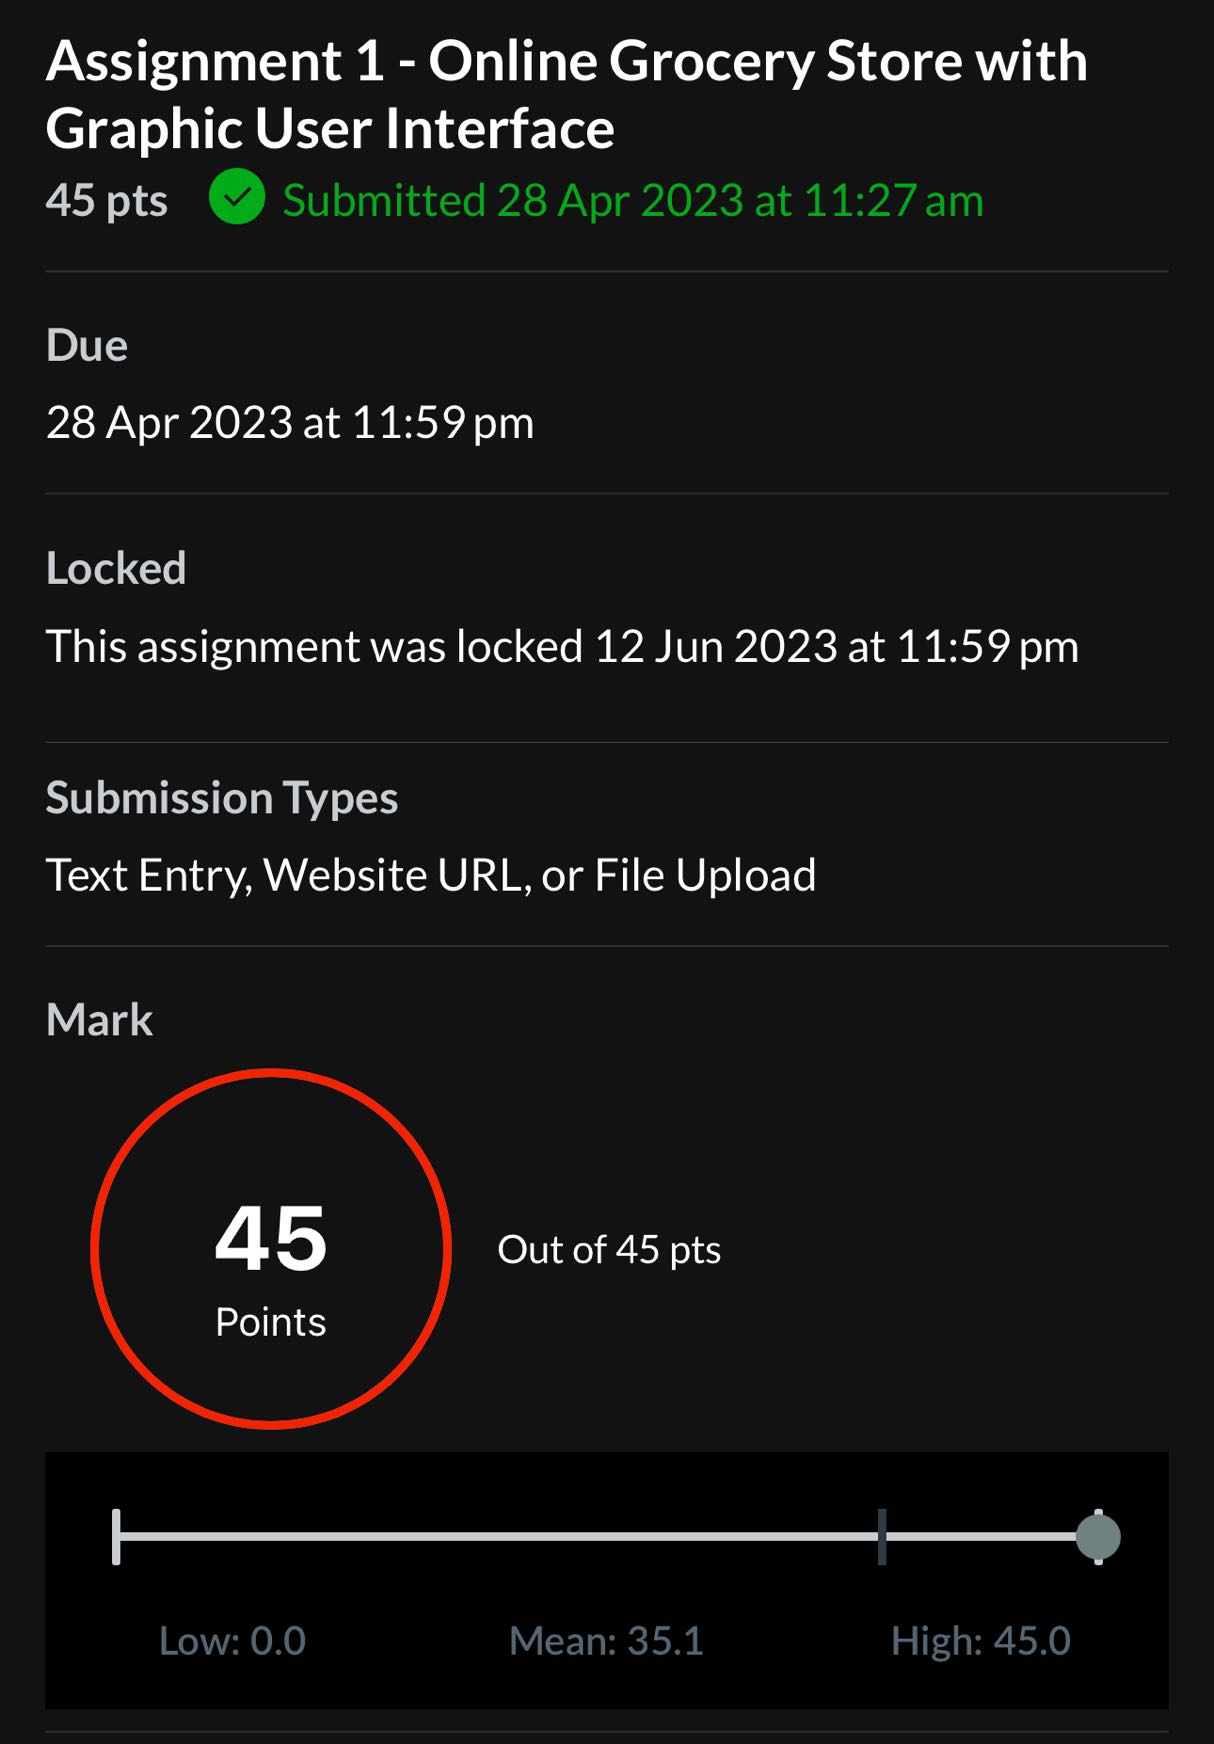 Assignment 1 - Online Grocery Store with
Graphic User Interface
45 pts Submitted 28 Apr 2023 at 11:27 am
Due
28 Apr 2023 at 11:59 pm
Locked
This assignment was locked 12 Jun 2023 at 11:59 pm
Submission Types
Text Entry, Website URL, or File Upload
Mark
45
Points
Out of 45 pts
Low: 0.0 Mean: 35.1 High: 45.0